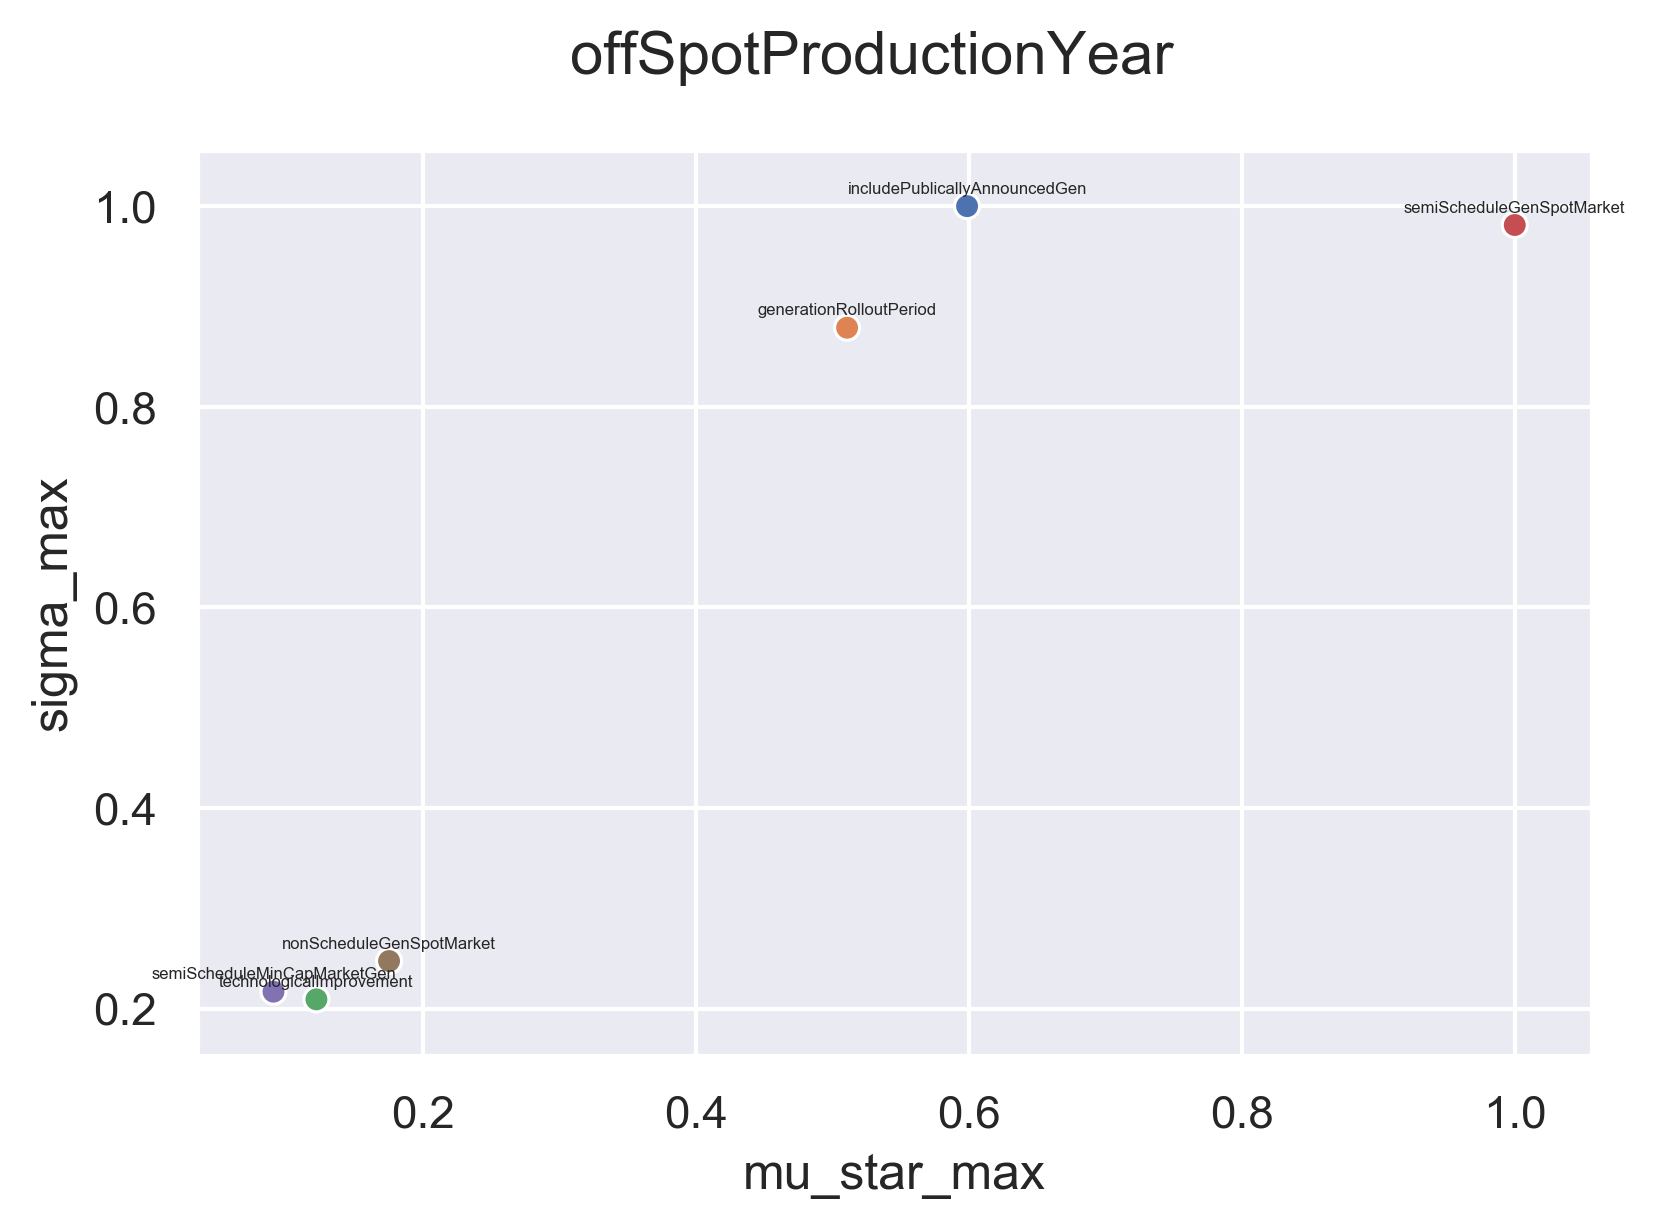 offSpotProductionYear
includePublicallyAnnouncedGen
semiScheduleGenSpotMarket
generationRolloutPeriod
nonScheduleGenSpotMarket
semiScheduleMinCapMarketGen
technologicalImprovement
1.0
0.8
0.6
0.4
0.2
sigma_max
0.2 0.4 0.6 0.8 1.0
mu_star_max